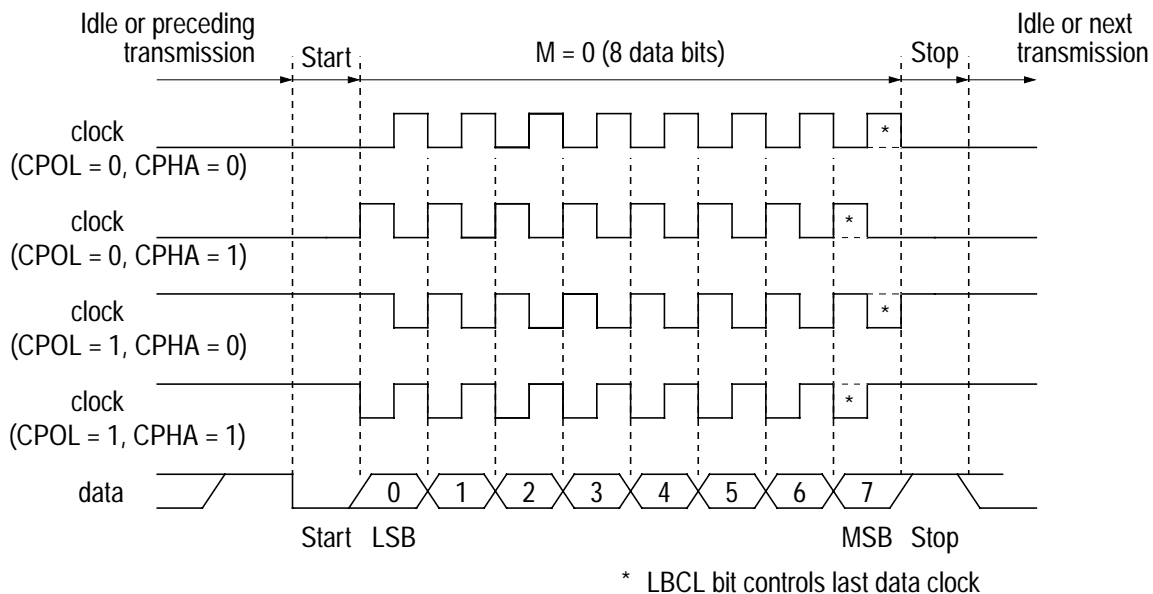 Idle or preceding
transmission
Start
M = 0 (8 data bits)
Stop
Idle or next
transmission
clock
(CPOL = 0, CPHA = 0)
*
clock
(CPOL = 0, CPHA = 1)
*
clock
(CPOL = 1, CPHA = 0)
*
clock
(CPOL = 1, CPHA = 1)
*
data
0 1 2 3 4 5 6 7
Start LSB MSB Stop
* LBCL bit controls last data clock